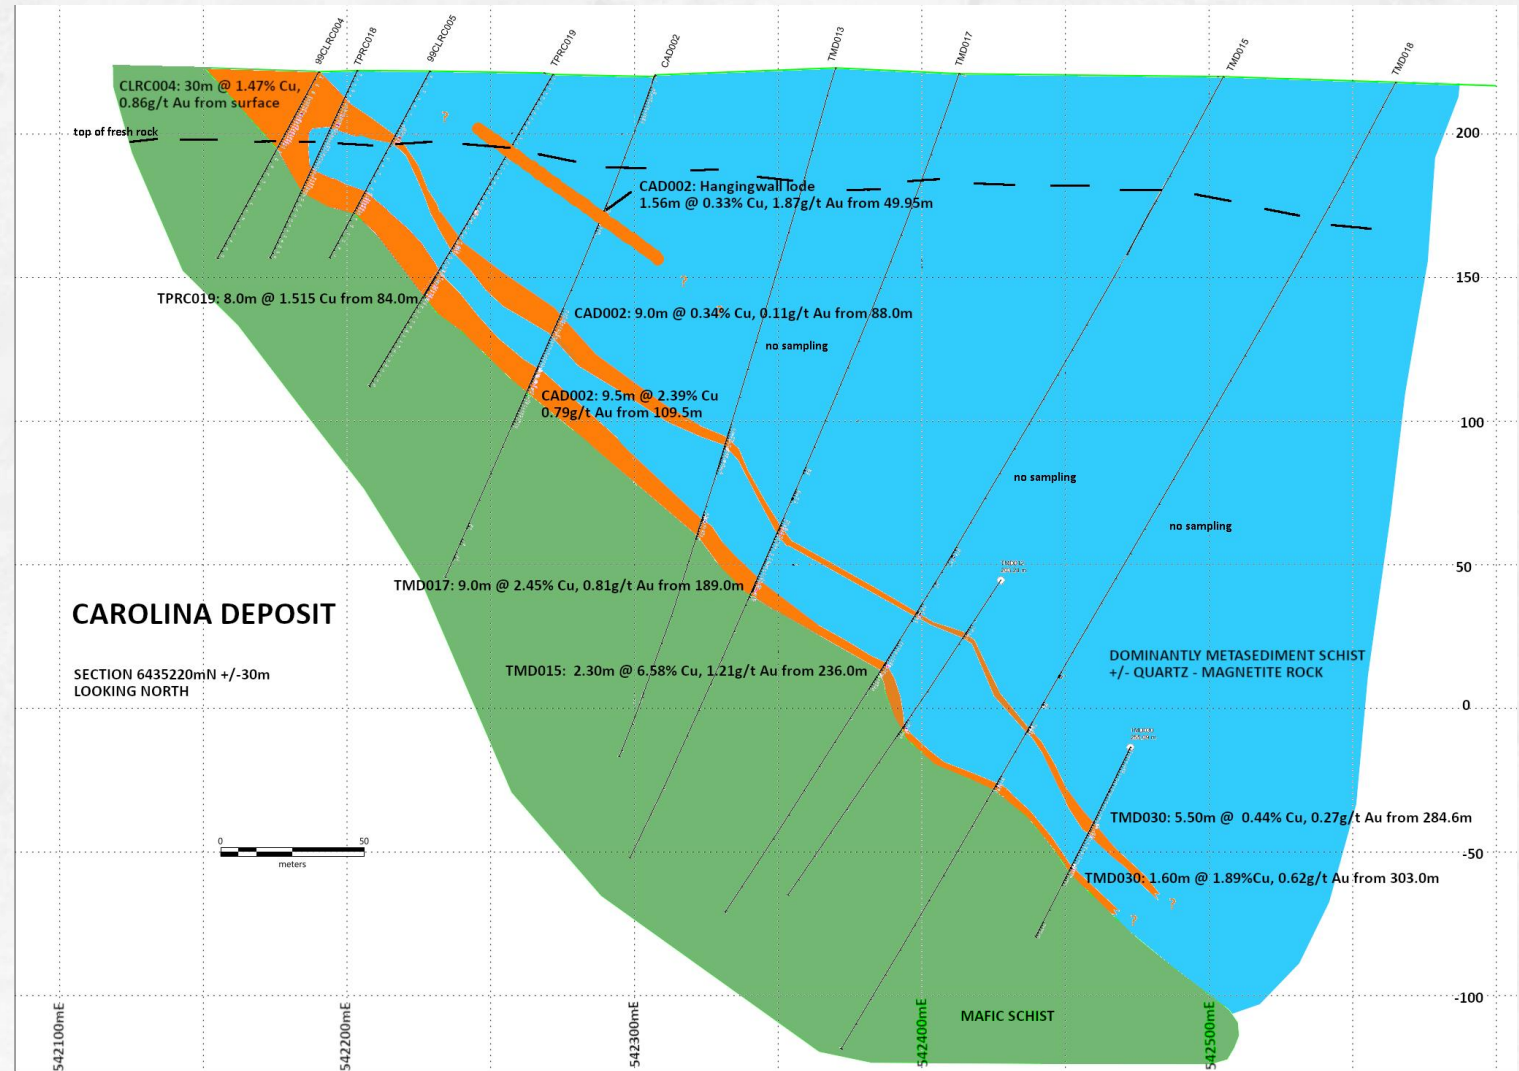 99CLRC004
TPRC018
99CLRC005
TPRC019
CAD002
TMD013
TMD017
TMD015
TMD018
CLRC004: 30m @ 1.47% Cu,
0.86g/t Au from surface
top of fresh rock
200
?
CAD002: Hangingwall lode
1.56m @ 0.33% Cu, 1.87g/t Au from 49.95m
150
?
TPRC019: 8.0m @ 1.515 Cu from 84.0m
CAD002: 9.0m @ 0.34% Cu, 0.11g/t Au from 88.0m
no sampling
CAD002: 9.5m @ 2.39% Cu
0.79g/t Au from 109.5m
100
no sampling
no sampling
50
TMD017: 9.0m @ 2.45% Cu, 0.81g/t Au from 189.0m
CAROLINA DEPOSIT
SECTION 6435220mN +/-30m
LOOKING NORTH
TMD015: 2.30m @ 6.58% Cu, 1.21g/t Au from 236.0m
DOMINANTLY METASEDIMENT SCHIST
+/- QUARTZ - MAGNETITE ROCK
0
TMD030: 5.50m @ 0.44% Cu, 0.27g/t Au from 284.6m
0 50
meters
-50
TMD030: 1.60m @ 1.89%Cu, 0.62g/t Au from 303.0m
?
?
-100
MAFIC SCHIST
542100mE
542200mE
542300mE
542400mE
542500mE